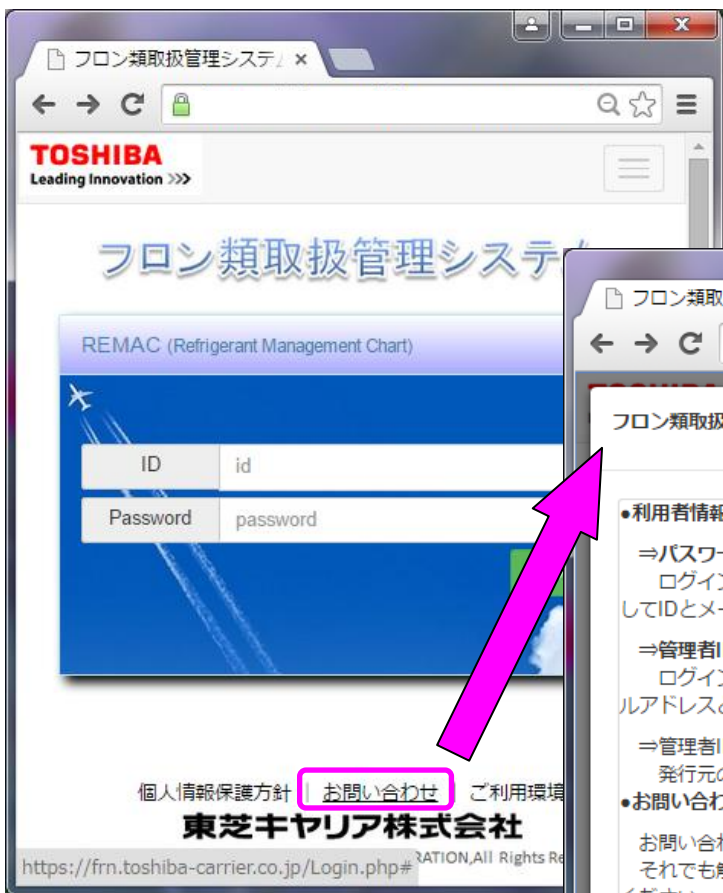 フロン類取扱管理システム
TOSHIBA
Leading Innovation >>>
フロン類取扱管理システム
REMAC (Refrigerant Management Chart)
ID
id
Password
password
個人情報保護方針 | お問い合わせ | ご利用環境
東芝キヤリア株式会社
RATION,All Rights Re
https://frn.toshiba-carrier.co.jp/Login.php#
フロン類取
フロン類取扱
●利用者情報
⇒パスワー
ログイン
してIDとメー
⇒管理者I
ログイン
ルアドレスと
⇒管理者I
発行元の
●お問い合わ
お問い合わ
それでも